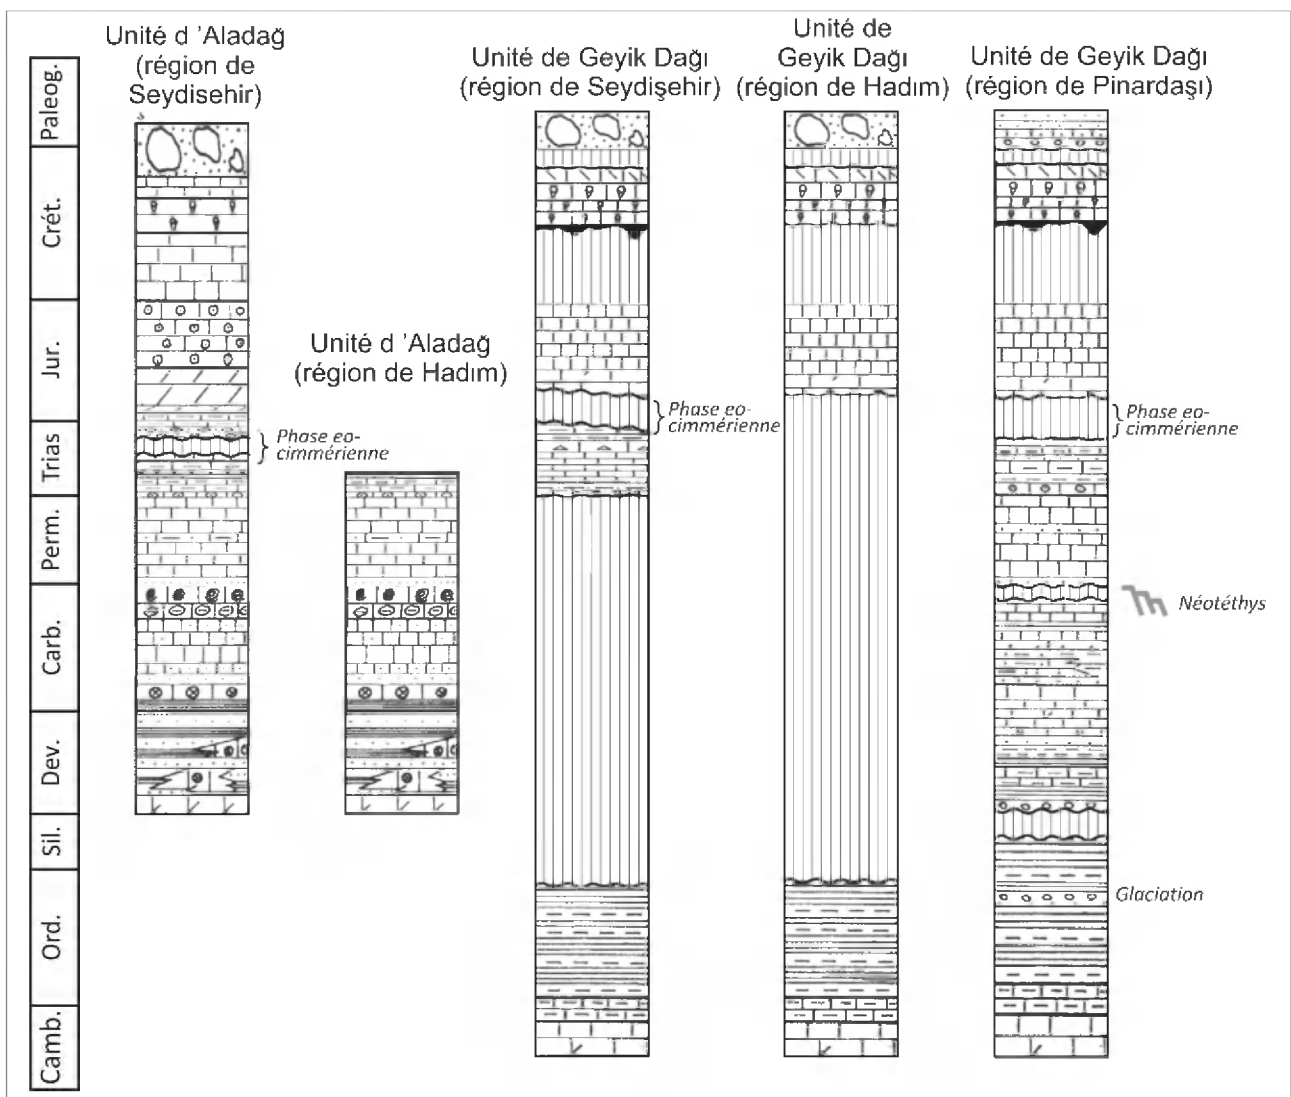 Unité d 'Aladağ
(région de
Seydisehir)
Unité de Geyik Dağı
(région de Seydişehir)
Unité de
Geyik Dağı
(région de Hadım)
Unité de Geyik Dağı
(région de Pinardaşı)
Unité d 'Aladağ
(région de Hadım)
Paleog.
Crét.
Jur.
Trias
Perm.
Carb.
Dev.
Sil.
Ord.
Camb.
Phase eo-
cimmérienne
Phase eo-
cimmérienne
Phase eo-
cimmérienne
Néotéthys
Glaciation